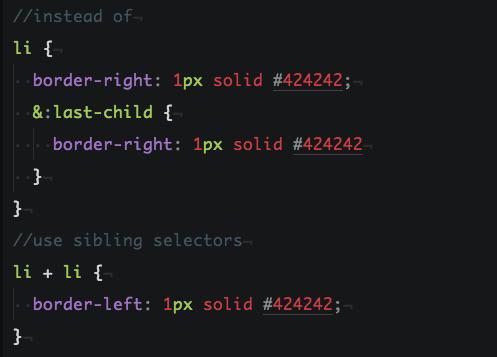 //instead of
li {
  border-right: 1px solid #424242;
  &:last-child {
    border-right: 1px solid #424242
  }
}
//use sibling selectors
li + li {
  border-left: 1px solid #424242;
}